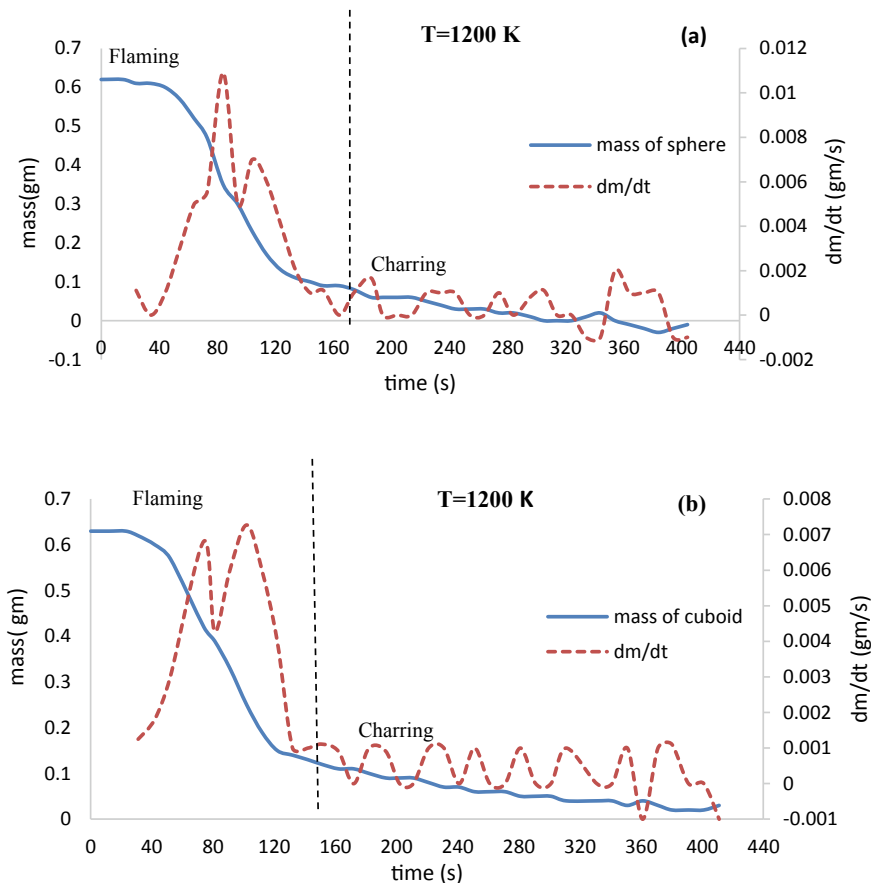 T=1200 K
(a)
Flaming
0.7
0.6
0.5
0.4
0.3
0.2
0.1
0
-0.1
mass(gm)
0.012
0.01
0.008
0.006
0.004
0.002
0
-0.002
dm/dt (gm/s)
mass of sphere
dm/dt
Charring
0 40 80 120 160 200 240 280 320 360 400 440
time (s)
T=1200 K
(b)
Flaming
0.7
0.6
0.5
0.4
0.3
0.2
0.1
0
mass( gm)
0.008
0.007
0.006
0.005
0.004
0.003
0.002
0.001
0
-0.001
dm/dt (gm/s)
mass of cuboid
dm/dt
Charring
0 40 80 120 160 200 240 280 320 360 400 440
time (s)